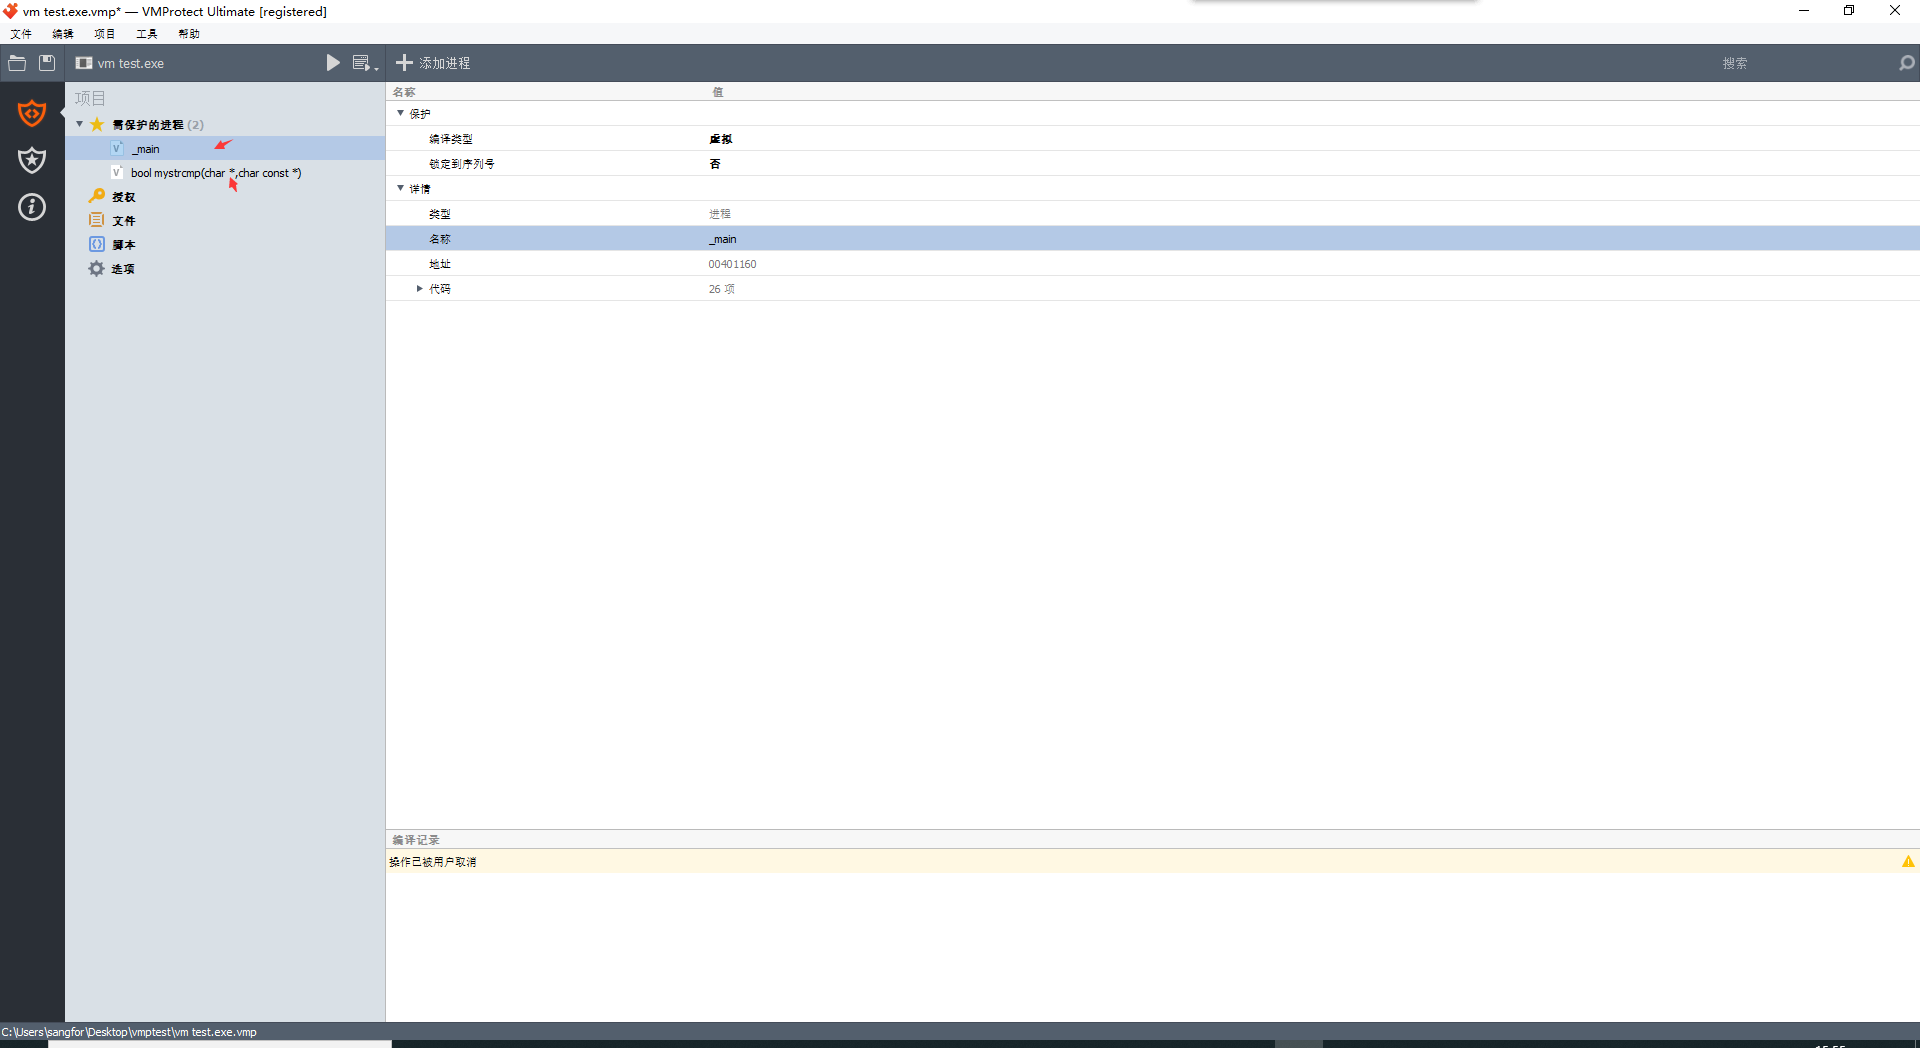 vm test.exe.vmp* — VMProtect Ultimate [registered]
文件 编辑 项目 工具 帮助
vm test.exe
添加进程
搜索
项目
需保护的进程 (2)
_main
bool mystrcmp(char *,char const *)
授权
文件
脚本
选项
名称 值
保护
编译类型 虚拟
锁定到序列号 否
详情
类型 进程
名称 _main
地址 00401160
代码 26 项
编译记录
操作已被用户取消
C:\Users\sangfor\Desktop\vmptest\vm test.exe.vmp